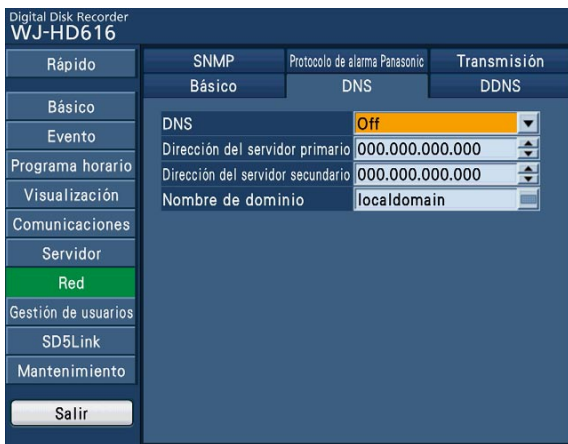 Digital Disk Recorder
WJ-HD616
Rápido
Básico
Evento
Programa horario
Visualización
Comunicaciones
Servidor
Red
Gestión de usuarios
SD5Link
Mantenimiento
Salir
SNMP
Protocolo de alarma Panasonic
Transmisión
Básico
DNS
DDNS
DNS Off
Dirección del servidor primario 000.000.000.000
Dirección del servidor secundario 000.000.000.000
Nombre de dominio localdomain